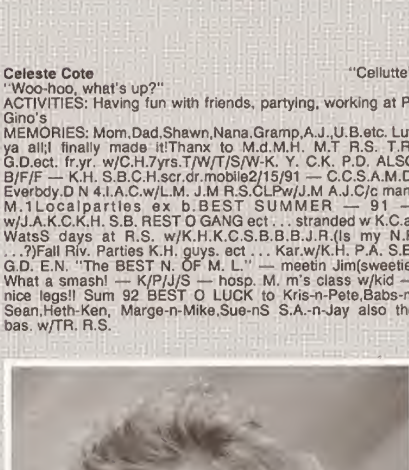 Celeste Cote "Cellutte
"Woo-hoo, what's up?"
ACTIVITIES: Having fun with friends, partying, working at P
Gino's
MEMORIES: Mom,Dad,Shawn,Nana.Gramp,A.J.,U.B.etc. Lu
ya all;I finally made it!Thanx to M.d.M.H. M.T R.S. T.R
G.D.ect. fr.yr. w/C.H.7yrs.T/W/T/S/W-K. Y. C.K. P.D. ALSO
B/F/F — K.H. S.B.C.H.scr.dr.mobile2/15/91 — C.C.S.A.M.D
Everbdy.D N 4.I.A.C.w/L.M. J.M R.S.CLPw/J.M A.J.C/c man
M.1Localparties ex b.BEST SUMMER — 91 –
w/J.A.K.C.K.H. S.B. REST O GANG ect . . . stranded w K.C.a
WatsS days at R.S. w/K.H.K.C.S.B.B.B.J.R.(Is my N.B
. . .?)Fall Riv. Parties K.H. guys. ect . . . Kar.w/K.H. P.A. S.B
G.D. E.N. "The BEST N. OF M. L." — meetin Jim(sweetie
What a smash! — K/P/J/S — hosp. M. m's class w/kid –
nice legs!! Sum 92 BEST O LUCK to Kris-n-Pete,Babs-n
Sean,Heth-Ken, Marge-n-Mike,Sue-nS S.A.-n-Jay also the
bas. w/TR. R.S.